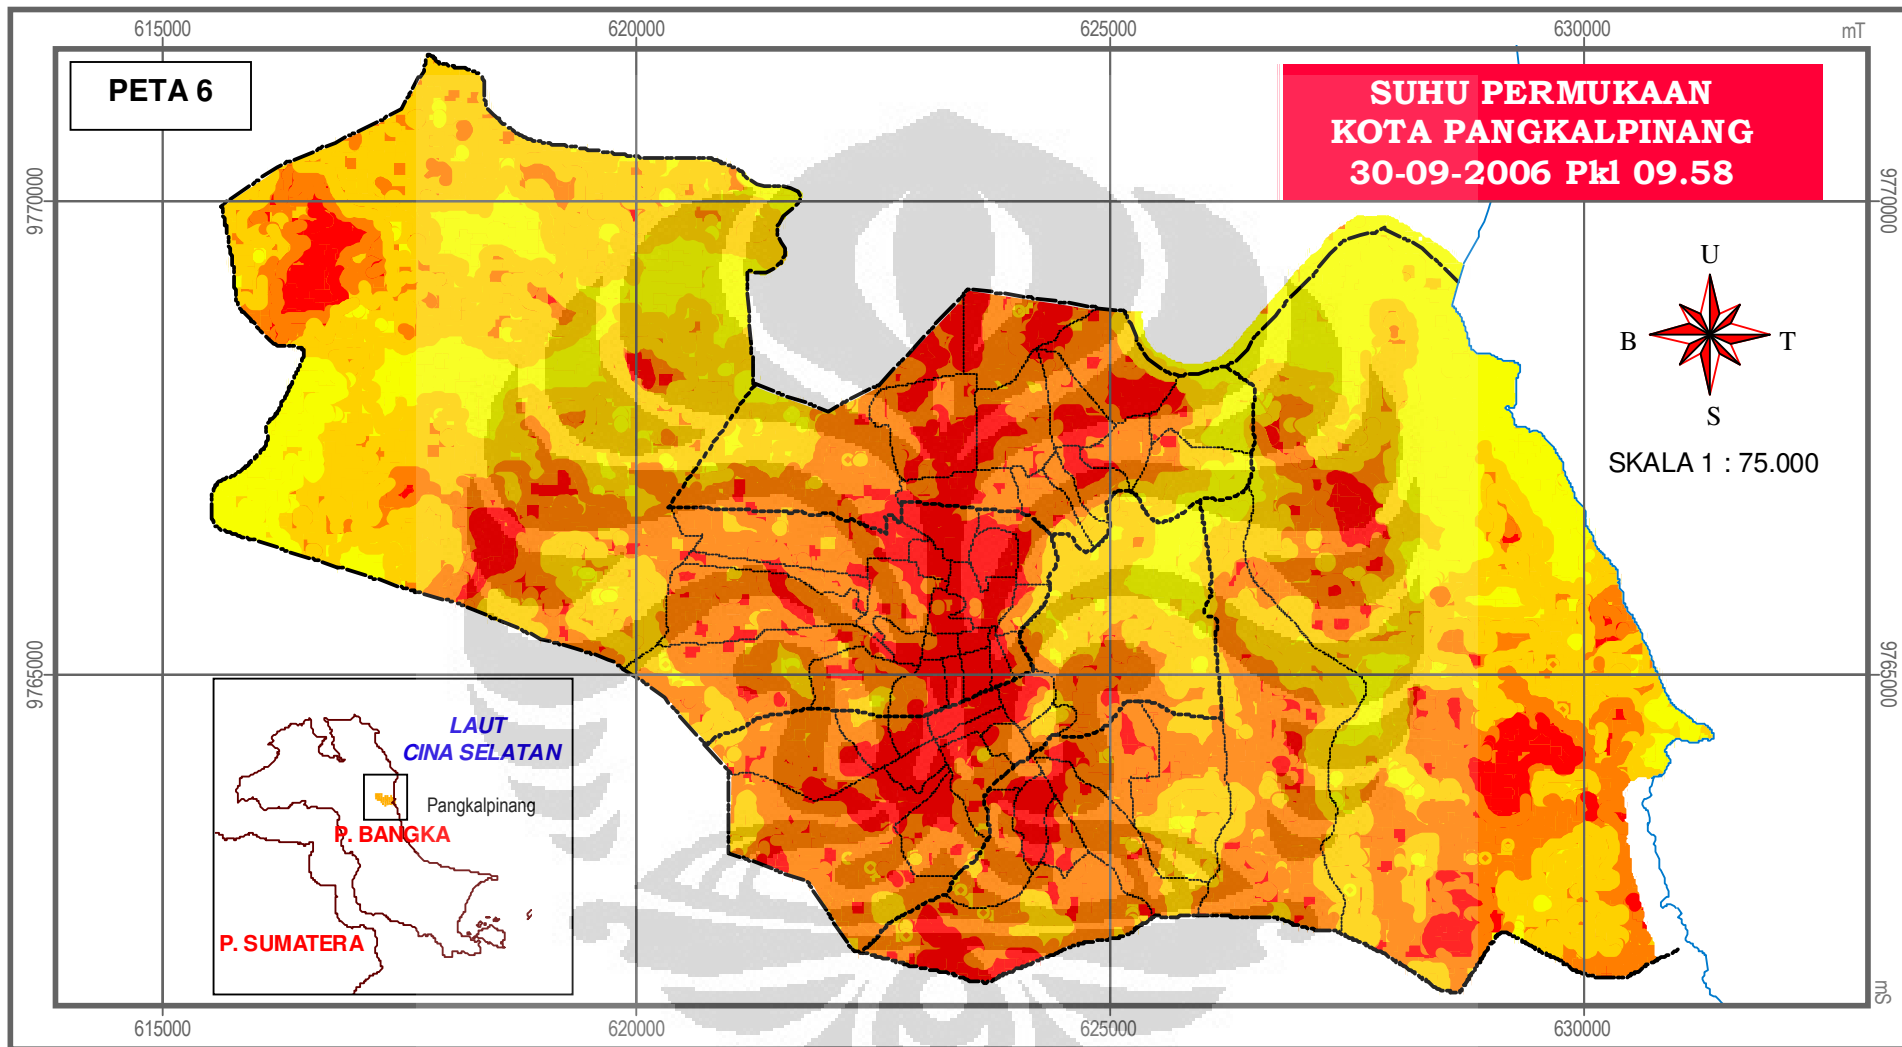 615000
620000
625000
630000
mT
PETA 6
SUHU PERMUKAAN
KOTA PANGKALPINANG
30-09-2006 Pkl 09.58
9770000
9770000
U
B
T
S
SKALA 1 : 75.000
9765000
9765000
LAUT
CINA SELATAN
Pangkalpinang
P. BANGKA
P. SUMATERA
mS
615000
620000
625000
630000